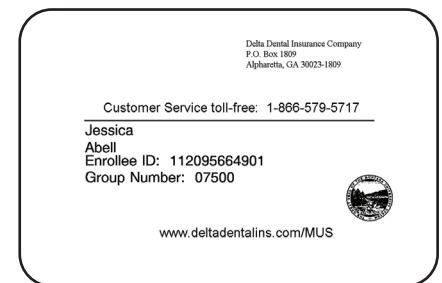 Delta Dental Insurance Company
P.O. Box 1809
Alpharetta, GA 30023-1809
Customer Service toll-free: 1-866-579-5717
Jessica
Abell
Enrollee ID: 112095664901
Group Number: 07500
www.deltadentalins.com/MUS